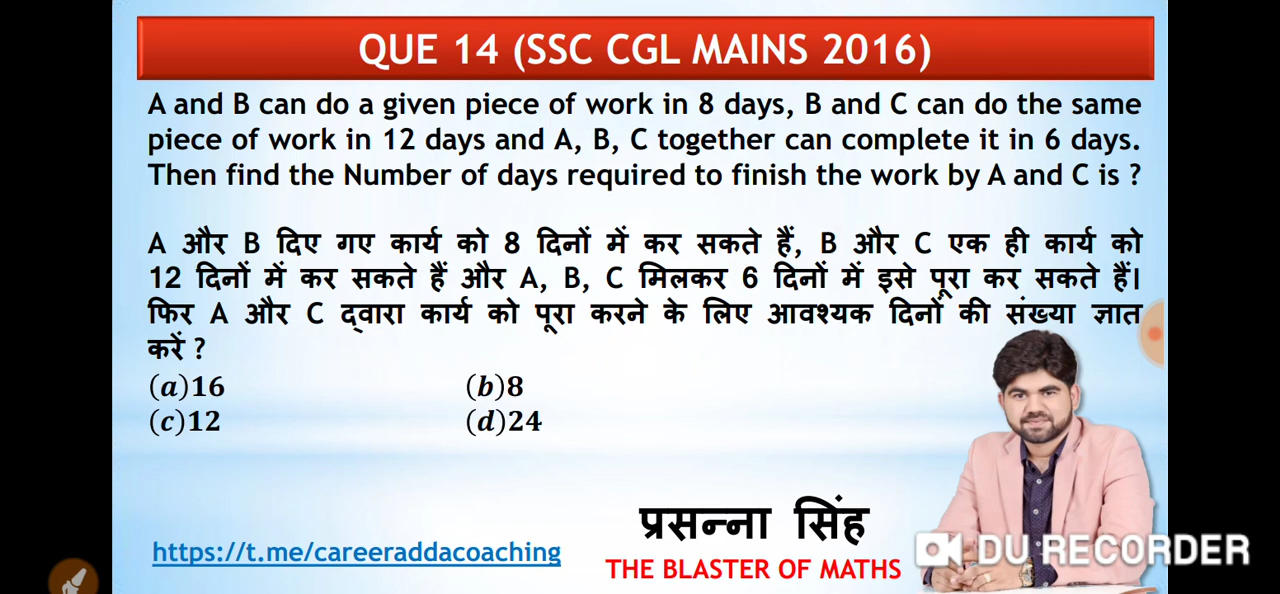 QUE 14 (SSC CGL MAINS 2016)
A and B can do a given piece of work in 8 days, B and C can do the same
piece of work in 12 days and A, B, C together can complete it in 6 days.
Then find the Number of days required to finish the work by A and C is ?
A और B दिए गए कार्य को 8 दिनों में कर सकते हैं, B और C एक ही कार्य को
12 दिनों में कर सकते हैं और A, B, C मिलकर 6 दिनों में इसे पूरा कर सकते हैं।
फिर A और C द्वारा कार्य को पूरा करने के लिए आवश्यक दिनों की संख्या ज्ञात
करें ?
(a)16 (b)8
(c)12 (d)24
प्रसन्ना सिंह
https://t.me/careeraddacoaching
THE BLASTER OF MATHS
DU RECORDER